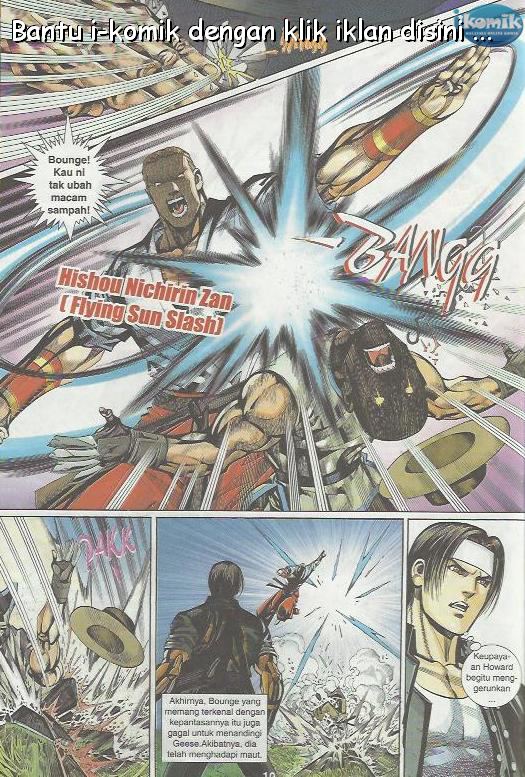 Bantu i-komik dengan klik iklan disini ...
ikomik
Bounge!
Kau ni
tak ubah
macam
sampah!
BANGG
Hishou Nichirin Zan
( Flying Sun Slash)
Akhirnya, Bounge yang
memang terkenal dengan
kepantasannya itu juga
gagal untuk menandingi
Geese.Akibatnya, dia
telah menghadapi maut.
Keupaya-
an Howard
begitu meng-
gerunkan
...